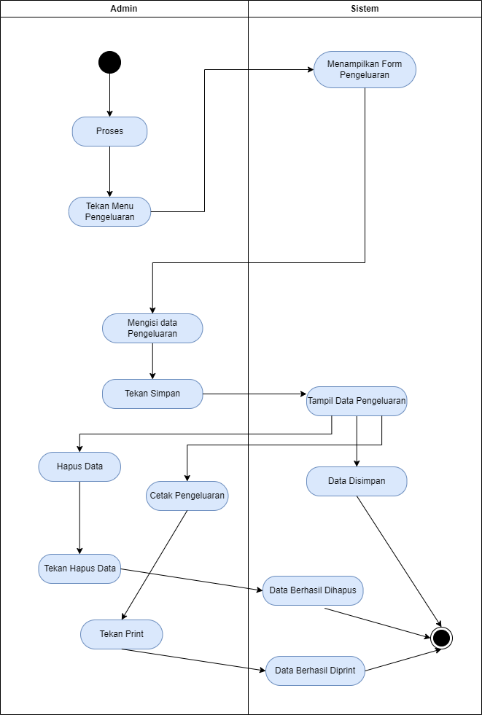 Admin
Sistem
Menampilkan Form
Pengeluaran
Proses
Tekan Menu
Pengeluaran
Mengisi data
Pengeluaran
Tekan Simpan
Tampil Data Pengeluaran
Hapus Data
Cetak Pengeluaran
Data Disimpan
Tekan Hapus Data
Data Berhasil Dihapus
Tekan Print
Data Berhasil Diprint